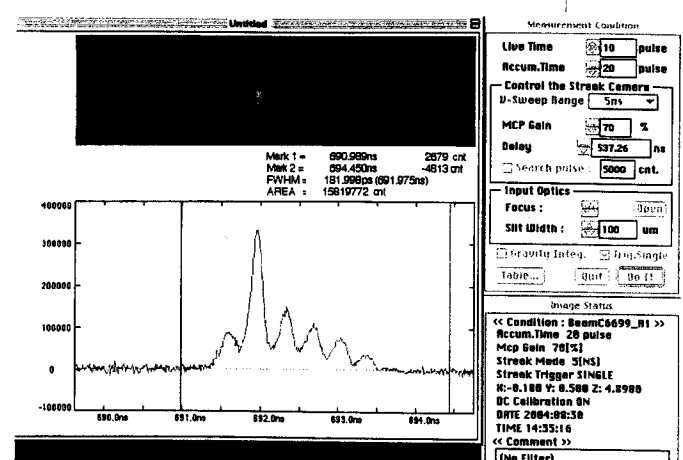 Untitled
Mark 1 = 690.989ns 2679 cnt
Mark 2 = 694.450ns -4813 cnt
FWHM = 181.998ps (691.975ns)
AREA = 15819772 cnt
400000
300000
200000
100000
0
-100000
690.0ns 691.0ns 692.0ns 693.0ns 694.0ns
Measurement Condition
Live Time 10 pulse
Accum.Time 20 pulse
Control the Streak Camera
V-Sweep Range 5ns
MCP Gain 70 %
Delay 537.26 ns
Search pulse : 5000 cnt.
Input Optics
Focus : Open
Slit Width : 100 um
Gravity Integ. Trig.Single
Table... Quit Do It
Image Status
<< Condition : BeamC6699_A1 >>
Accum.Time 20 pulse
Mcp Gain 70[%]
Streak Mode 5[NS]
Streak Trigger SINGLE
X:-0.100 Y: 0.500 Z: 4.8980
DC Calibration ON
DATE 2004:08:30
TIME 14:35:16
<< Comment >>
(No Filter)